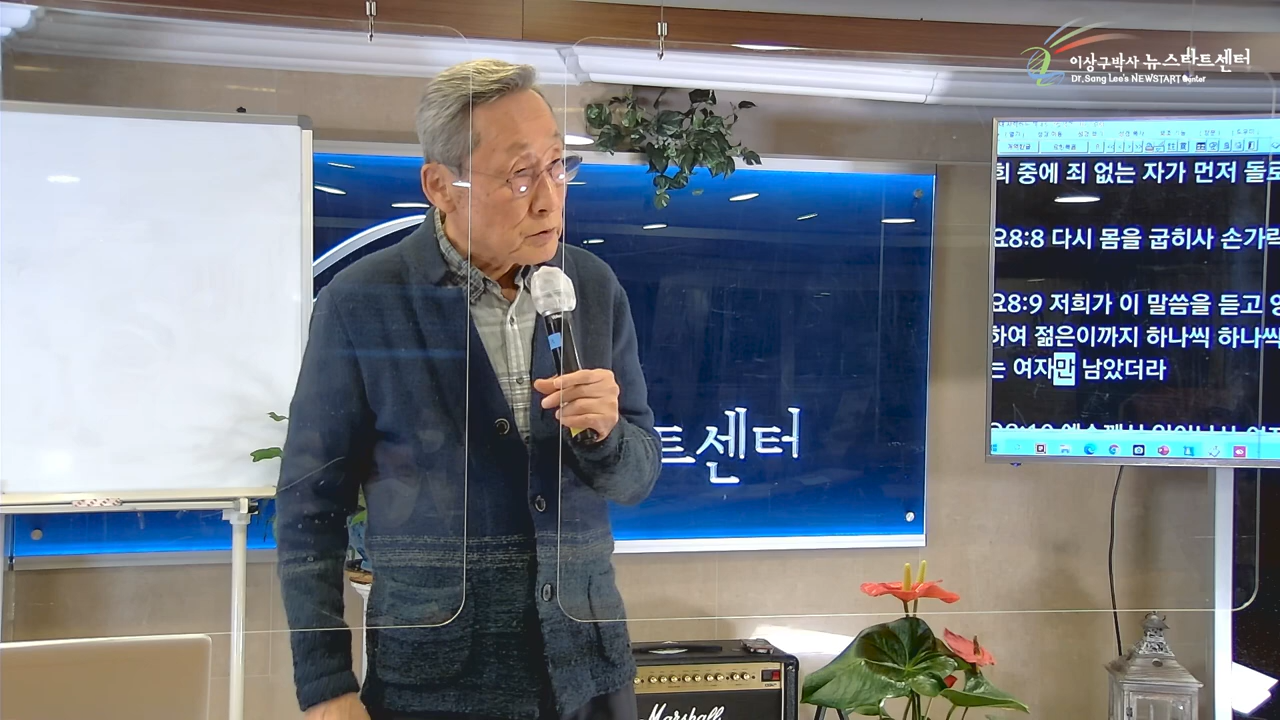 이상구박사 뉴스타트센터
Dr. Sang Lee's NEWSTART Center
희 중에 죄 없는 자가 먼저 돌로
요8:8 다시 몸을 굽히사 손가락
요8:9 저희가 이 말씀을 듣고 양
하여 젊은이까지 하나씩 하나씩
는 여자만 남았더라
트센터
Marshall